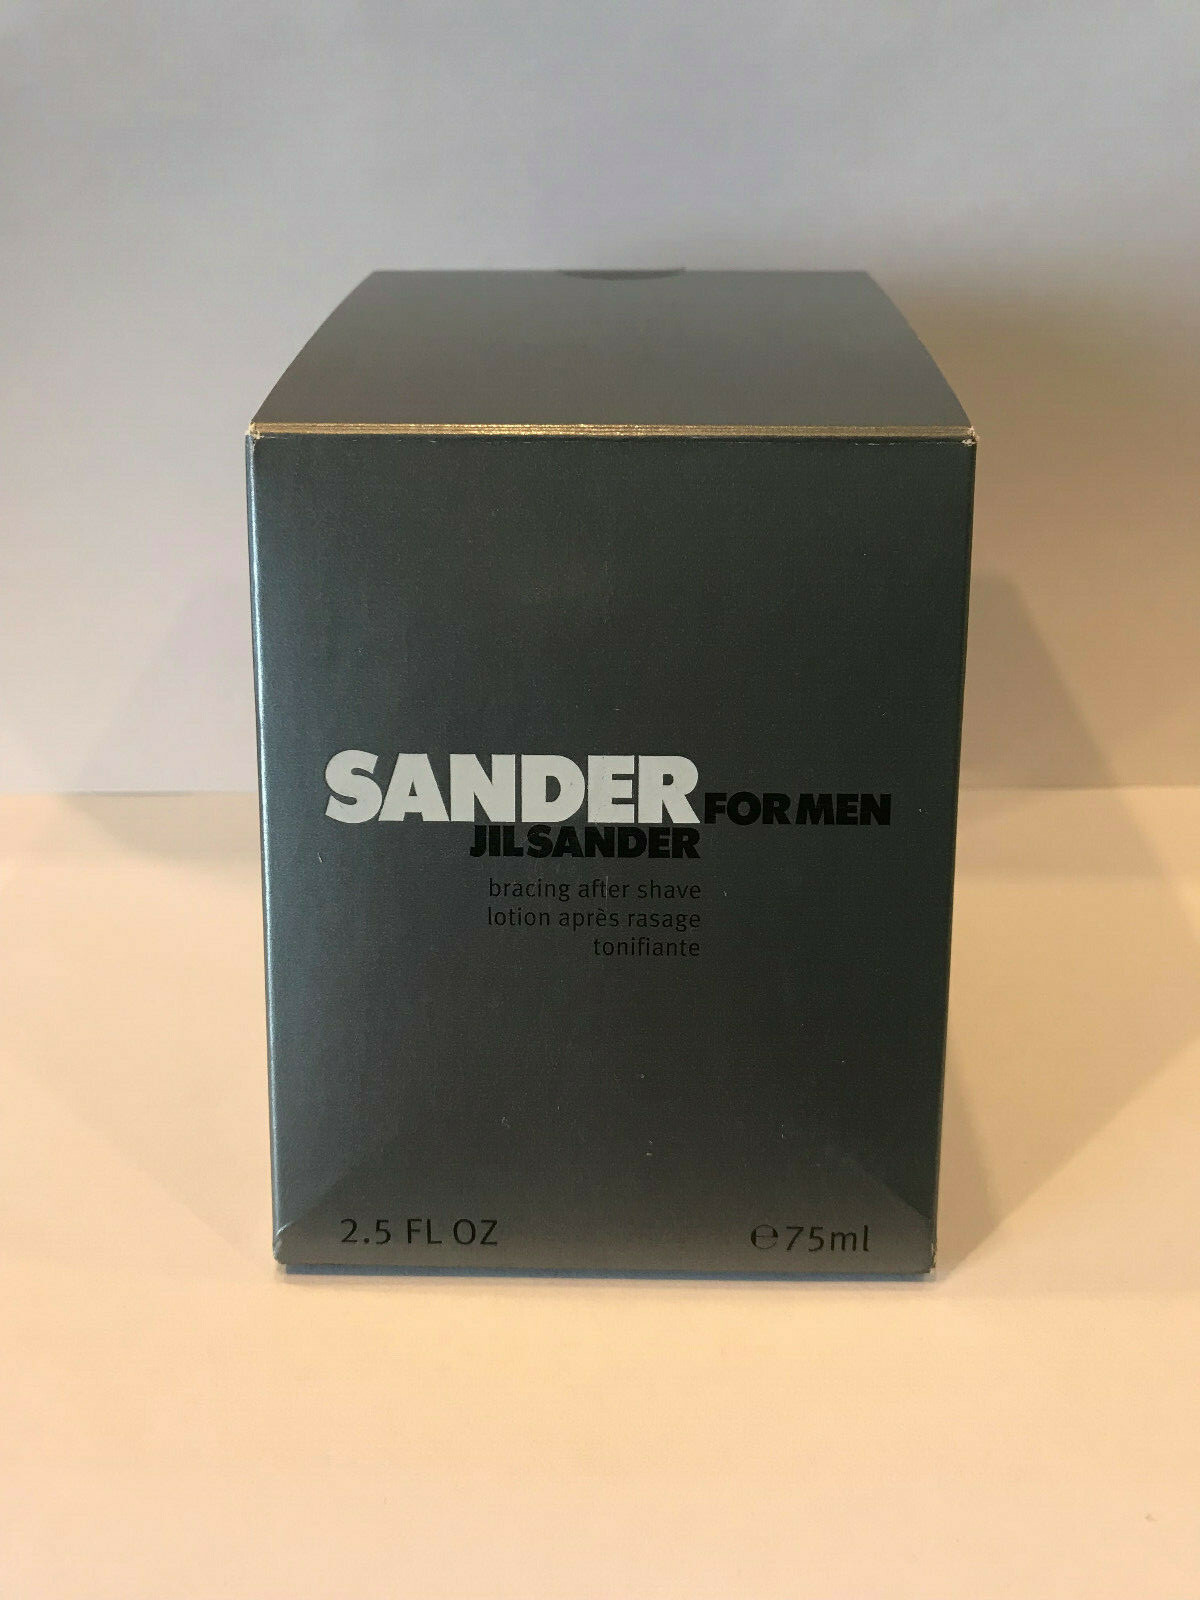 SANDER FOR MEN
JIL SANDER
bracing after shave
lotion après rasage
tonifiante
2.5 FL OZ ℮75ml